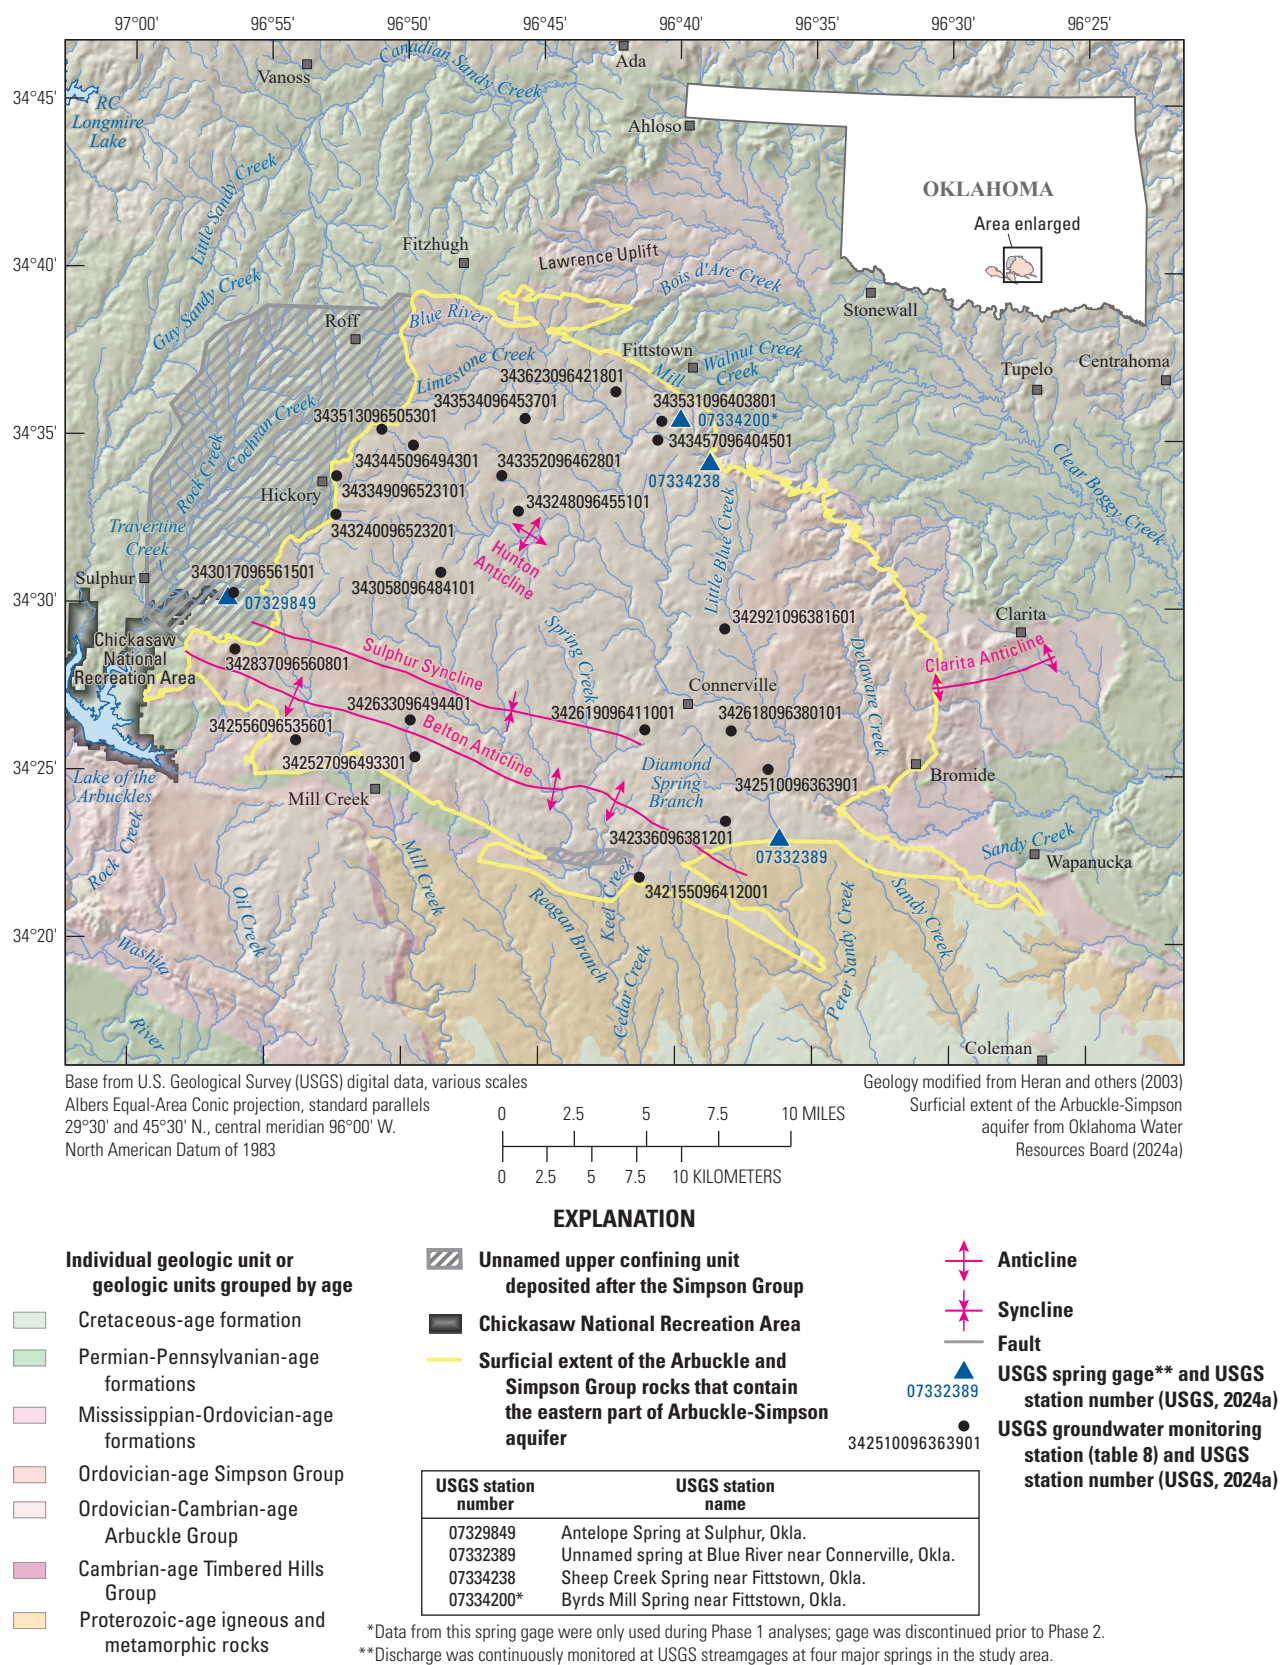 97°00'
96°55'
96°50'
96°45'
96°40'
96°35'
96°30'
96°25'
34°45'
34°40'
34°35'
34°30'
34°25'
34°20'
Vanoss
Canadian Sandy Creek
Ada
RC
Longmire
Lake
Ahloso
Little Sandy Creek
OKLAHOMA
Area enlarged
Fitzhugh
Lawrence Uplift
Bois d'Arc Creek
Guy Sandy Creek
Stonewall
Roff
Blue River
Fittstown
Walnut Creek
Mill
Creek
Tupelo
Centrahoma
Limestone Creek
343623096421801
343534096453701
343531096403801
343513096505301
07334200*
Cochran Creek
343457096404501
343445096494301
343352096462801
07334238
Rock Creek
Hickory
343349096523101
343248096455101
Clear Boggy Creek
343240096523201
Travertine
Creek
Hunton
Anticline
Little Blue Creek
Sulphur
343017096561501
343058096484101
07329849
342921096381601
Clarita
Chickasaw
National
Recreation Area
342837096560801
Sulphur Syncline
Spring Creek
Delaware Creek
Clarita Anticline
Connerville
342633096494401
342556096535601
Belton Anticline
342619096411001
342618096380101
342527096493301
Diamond
Spring
Branch
342510096363901
Bromide
Lake of the
Arbuckles
Mill Creek
342336096381201
07332389
Sandy Creek
Wapanucka
Rock Creek
Mill Creek
342155096412001
Oil Creek
Reagan Branch
Keel Creek
Cedar Creek
Peter Sandy Creek
Sandy Creek
Washita
River
Coleman
Base from U.S. Geological Survey (USGS) digital data, various scales
Albers Equal-Area Conic projection, standard parallels
29°30' and 45°30' N., central meridian 96°00' W.
North American Datum of 1983
0 2.5 5 7.5 10 MILES
0 2.5 5 7.5 10 KILOMETERS
Geology modified from Heran and others (2003)
Surficial extent of the Arbuckle-Simpson
aquifer from Oklahoma Water
Resources Board (2024a)
EXPLANATION
Individual geologic unit or
geologic units grouped by age
Cretaceous-age formation
Permian-Pennsylvanian-age
formations
Mississippian-Ordovician-age
formations
Ordovician-age Simpson Group
Ordovician-Cambrian-age
Arbuckle Group
Cambrian-age Timbered Hills
Group
Proterozoic-age igneous and
metamorphic rocks
Unnamed upper confining unit
deposited after the Simpson Group
Chickasaw National Recreation Area
Surficial extent of the Arbuckle and
Simpson Group rocks that contain
the eastern part of Arbuckle-Simpson
aquifer
Anticline
Syncline
Fault
07332389
USGS spring gage** and USGS
station number (USGS, 2024a)
342510096363901
USGS groundwater monitoring
station (table 8) and USGS
station number (USGS, 2024a)
USGS station
number
USGS station
name
07329849 Antelope Spring at Sulphur, Okla.
07332389 Unnamed spring at Blue River near Connerville, Okla.
07334238 Sheep Creek Spring near Fittstown, Okla.
07334200* Byrds Mill Spring near Fittstown, Okla.
*Data from this spring gage were only used during Phase 1 analyses; gage was discontinued prior to Phase 2.
**Discharge was continuously monitored at USGS streamgages at four major springs in the study area.